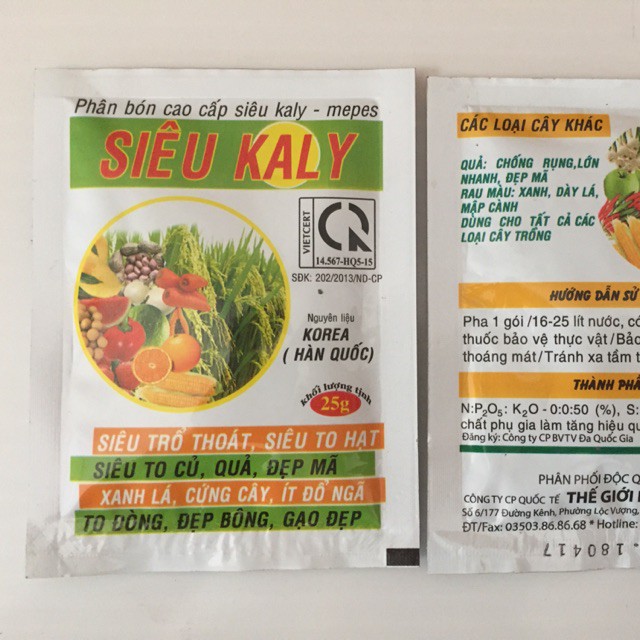 Phân bón cao cấp siêu kaly - mepes
SIÊU KALY
VIETCERT
14.567-HQS-15
SĐK: 202/2013/ND-CP
Nguyên liệu
KOREA
( HÀN QUỐC)
khối lượng tịnh
25g
SIÊU TRỔ THOÁT, SIÊU TO HẠT
SIÊU TO CỦ, QUẢ, ĐẸP MÃ
XANH LÁ, CỨNG CÂY, ÍT ĐỔ NGÃ
TO ĐÒNG, ĐẸP BÔNG, GẠO ĐẸP
CÁC LOẠI CÂY KHÁC
QUẢ: CHỐNG RỤNG,LỚN
NHANH, ĐẸP MÃ
RAU MÀU: XANH, DÀY LÁ,
MẬP CÀNH
DÙNG CHO TẤT CẢ CÁC
LOẠI CÂY TRỒNG
HƯỚNG DẪN SỬ
Pha 1 gói /16-25 lít nước, có
thuốc bảo vệ thực vật/Bảo
thoáng mát/Tránh xa tầm
THÀNH PHẦ
N:P₂O₅: K₂O - 0:0:50 (%), S:
chất phụ gia làm tăng hiệu
Đăng ký: Công ty CP BVTV Đa Quốc Gia
PHÂN PHỐI ĐỘC
CÔNG TY CP QUỐC TẾ THẾ GIỚI
Số 6/177 Đường Kênh, Phường Lộc Vượng,
ĐT/Fax: 03503.86.86.68 * Hotline:
180417